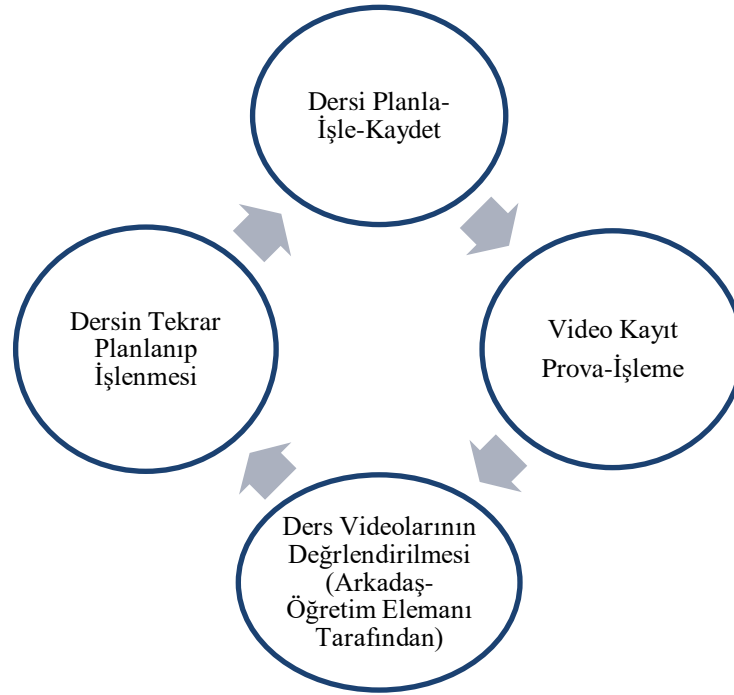 Dersi Planla-
İşle-Kaydet
Video Kayıt
Prova-İşleme
Ders Videolarının
Değrlendirilmesi
(Arkadaş-
Öğretim Elemanı
Tarafından)
Dersin Tekrar
Planlanıp
İşlenmesi